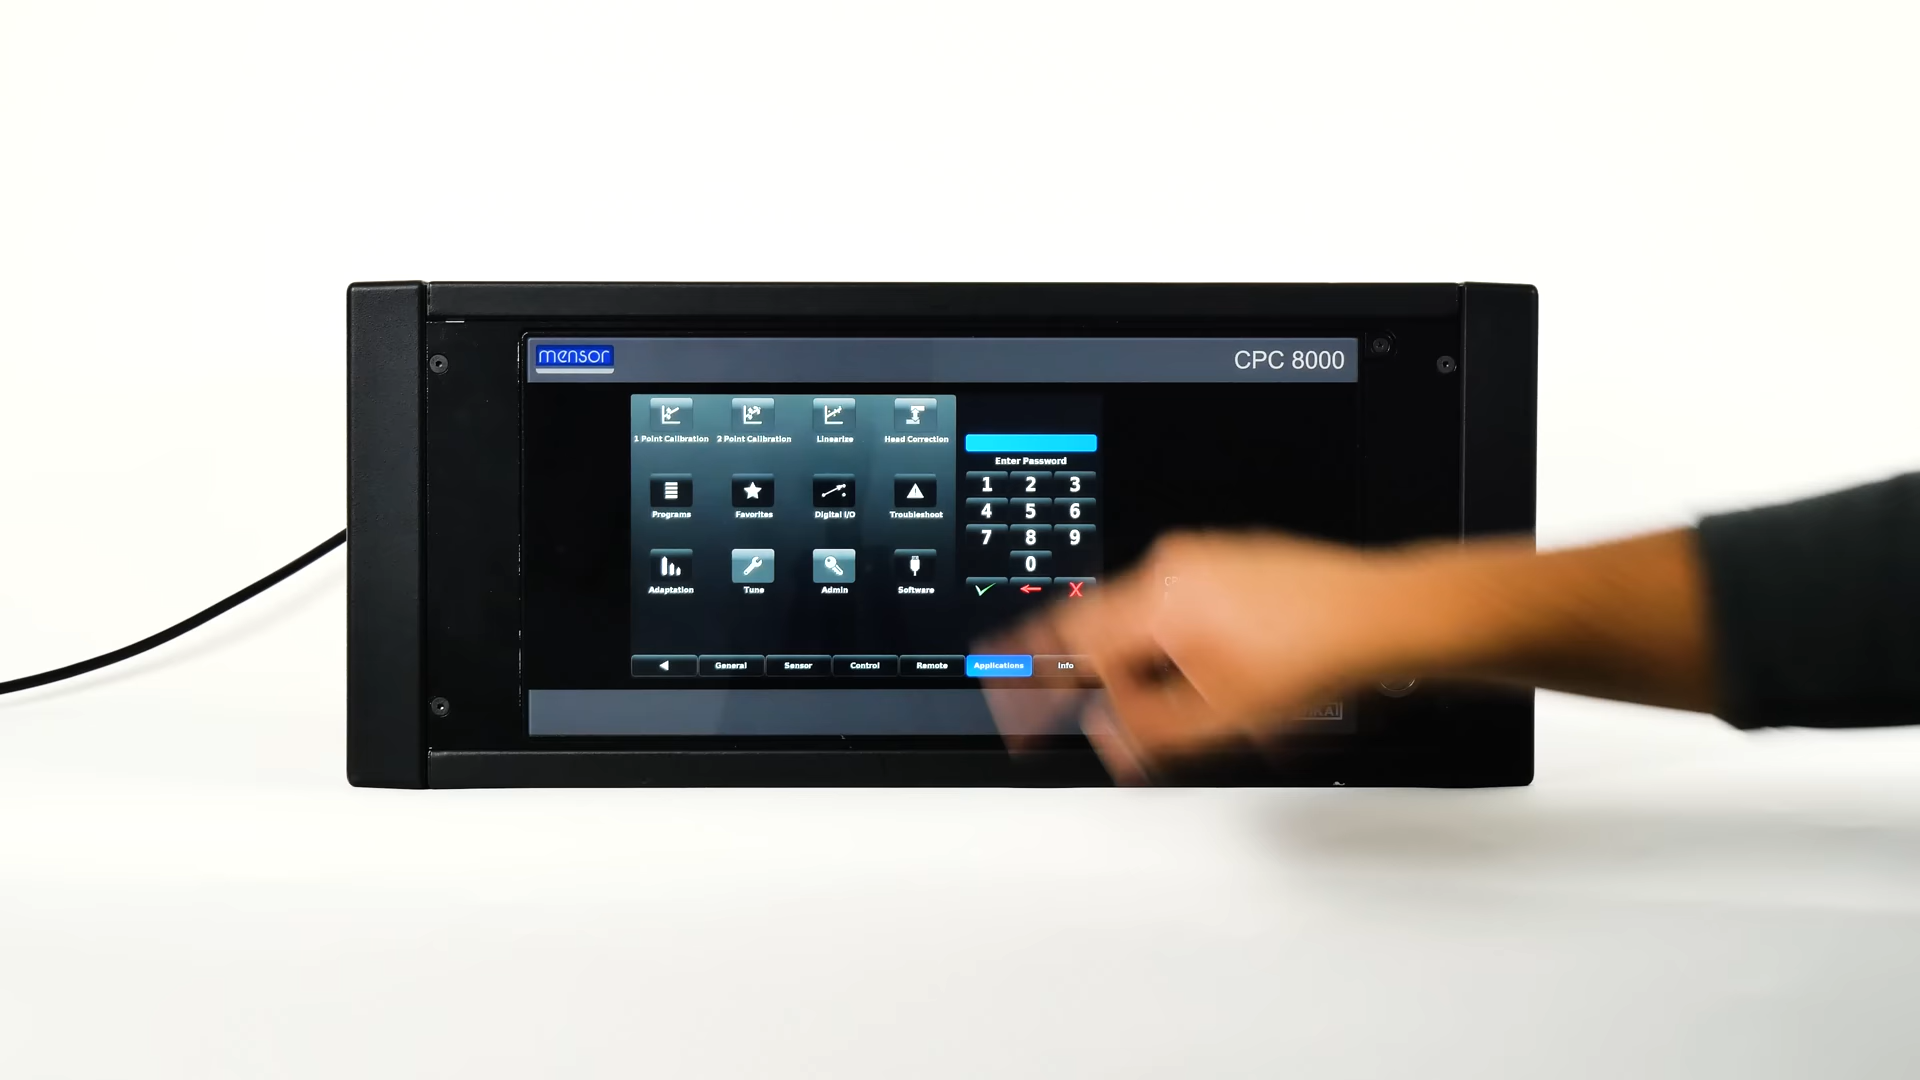 mensor
CPC 8000
1 Point Calibration 2 Point Calibration Linearize Head Correction
Enter Password
1 2 3
4 5 6
Programs Favorites Digital I/O Troubleshoot
7 8 9
0
Adaptation Tune Admin Software
General Sensor Control Remote Applications Info